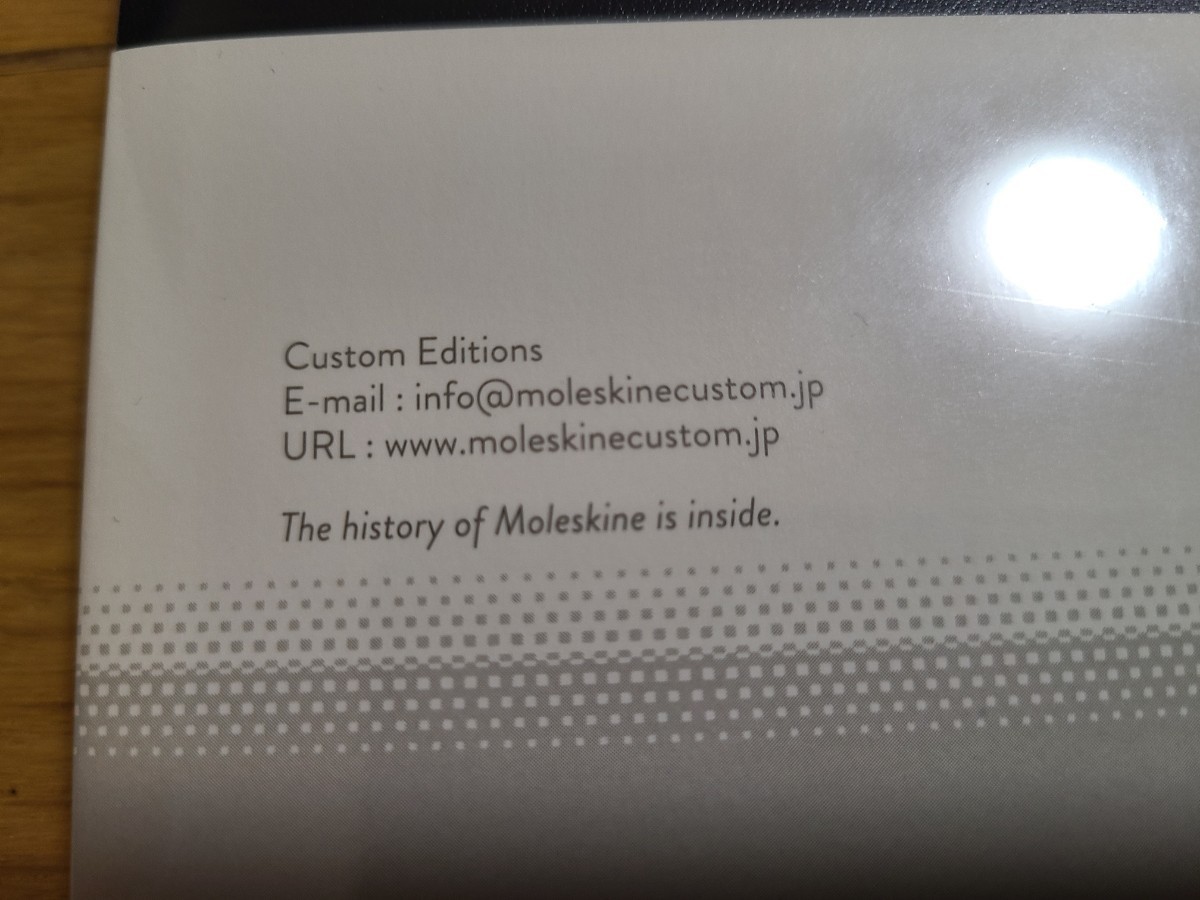 Custom Editions
E-mail : info@moleskinecustom.jp
URL : www.moleskinecustom.jp
The history of Moleskine is inside.